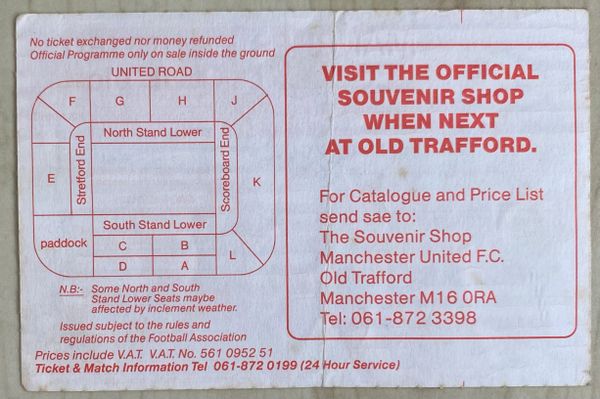 No ticket exchanged nor money refunded
Official Programme only on sale inside the ground
UNITED ROAD
F G H J
North Stand Lower
Stretford End
Scoreboard End
E
K
South Stand Lower
paddock
C B
D A
L
N.B:- Some North and South
Stand Lower Seats maybe
affected by inclement weather.
Issued subject to the rules and
regulations of the Football Association
Prices include V.A.T. V.A.T. No. 561 0952 51
Ticket & Match Information Tel 061-872 0199 (24 Hour Service)
VISIT THE OFFICIAL
SOUVENIR SHOP
WHEN NEXT
AT OLD TRAFFORD.
For Catalogue and Price List
send sae to:
The Souvenir Shop
Manchester United F.C.
Old Trafford
Manchester M16 0RA
Tel: 061-872 3398